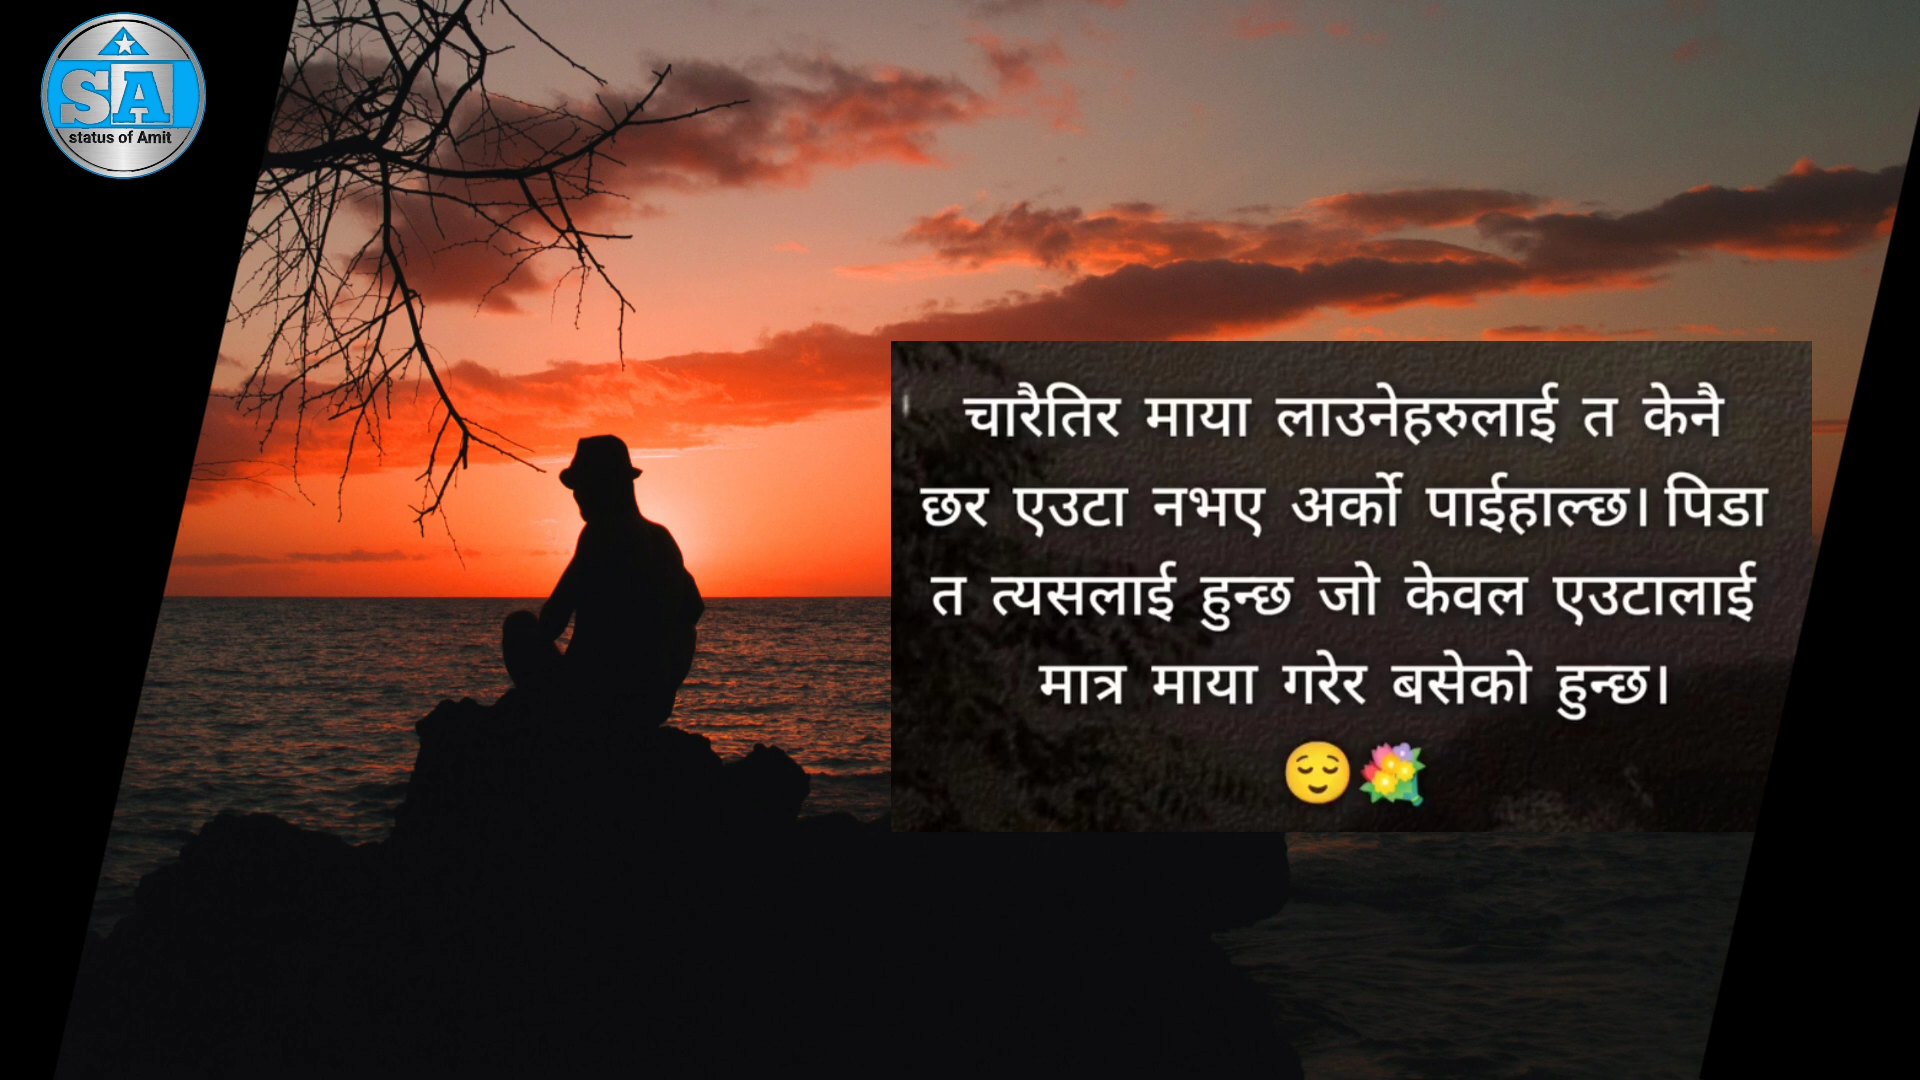 SA
status of Amit
चारैतिर माया लाउनेहरुलाई त केनै
छर एउटा नभए अर्को पाईहाल्छ। पिडा
त त्यसलाई हुन्छ जो केवल एउटालाई
मात्र माया गरेर बसेको हुन्छ।
😌💐